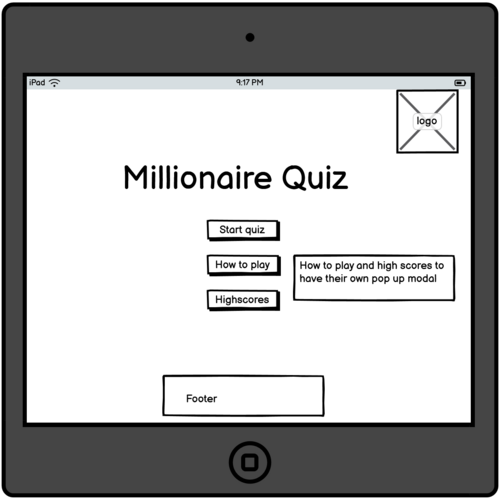 iPad 9:17 PM
logo
Millionaire Quiz
Start quiz
How to play
How to play and high scores to
have their own pop up modal
Highscores
Footer